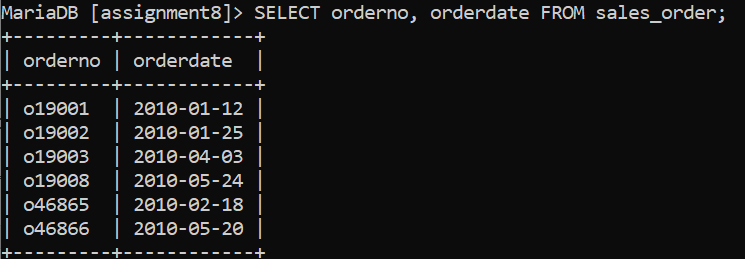 MariaDB [assignment8]> SELECT orderno, orderdate FROM sales_order;
+---------+------------+
| orderno | orderdate  |
+---------+------------+
| o19001  | 2010-01-12 |
| o19002  | 2010-01-25 |
| o19003  | 2010-04-03 |
| o19008  | 2010-05-24 |
| o46865  | 2010-02-18 |
| o46866  | 2010-05-20 |
+---------+------------+